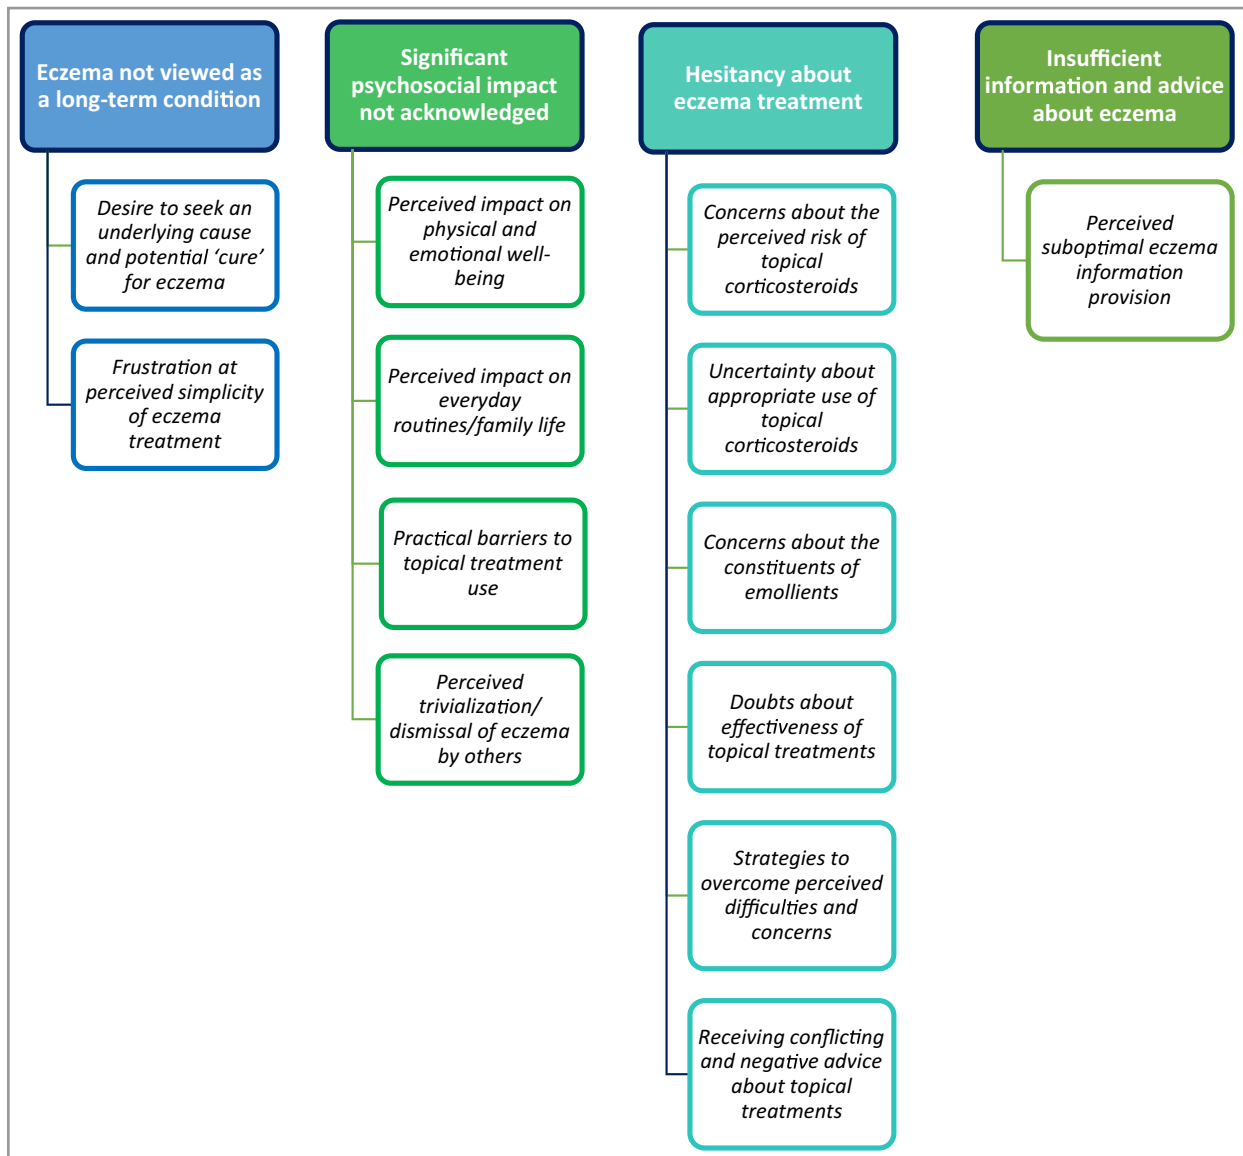 Eczema not viewed as
a long-term condition
Desire to seek an
underlying cause
and potential ‘cure’
for eczema
Frustration at
perceived simplicity
of eczema
treatment
Significant
psychosocial impact
not acknowledged
Perceived impact on
physical and
emotional well-
being
Perceived impact on
everyday
routines/family life
Practical barriers to
topical treatment
use
Perceived
trivialization/
dismissal of eczema
by others
Hesitancy about
eczema treatment
Concerns about the
perceived risk of
topical
corticosteroids
Uncertainty about
appropriate use of
topical
corticosteroids
Concerns about the
constituents of
emollients
Doubts about
effectiveness of
topical treatments
Strategies to
overcome perceived
difficulties and
concerns
Receiving conflicting
and negative advice
about topical
treatments
Insufficient
information and advice
about eczema
Perceived
suboptimal eczema
information
provision